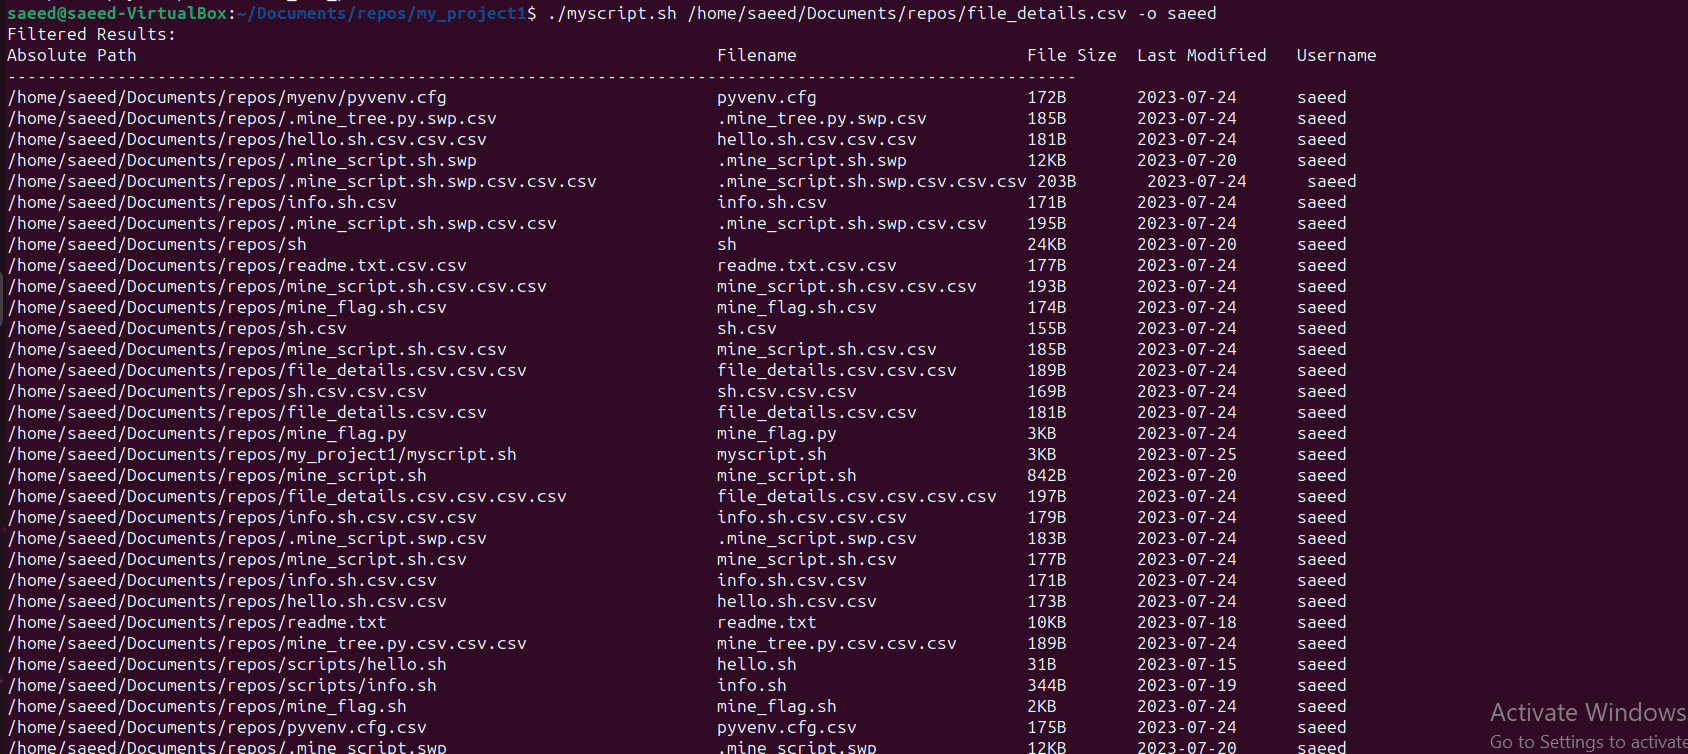 saeed@saeed-VirtualBox:~/Documents/repos/my_project1$ ./myscript.sh /home/saeed/Documents/repos/file_details.csv -o saeed
Filtered Results:
Absolute Path Filename File Size Last Modified Username
-----------------------------------------------------------------------------------------------------------
/home/saeed/Documents/repos/myenv/pyvenv.cfg pyvenv.cfg 172B 2023-07-24 saeed
/home/saeed/Documents/repos/.mine_tree.py.swp.csv .mine_tree.py.swp.csv 185B 2023-07-24 saeed
/home/saeed/Documents/repos/hello.sh.csv.csv.csv hello.sh.csv.csv.csv 181B 2023-07-24 saeed
/home/saeed/Documents/repos/.mine_script.sh.swp .mine_script.sh.swp 12KB 2023-07-20 saeed
/home/saeed/Documents/repos/.mine_script.sh.swp.csv.csv.csv .mine_script.sh.swp.csv.csv.csv 203B 2023-07-24 saeed
/home/saeed/Documents/repos/info.sh.csv info.sh.csv 171B 2023-07-24 saeed
/home/saeed/Documents/repos/.mine_script.sh.swp.csv.csv .mine_script.sh.swp.csv.csv 195B 2023-07-24 saeed
/home/saeed/Documents/repos/sh sh 24KB 2023-07-20 saeed
/home/saeed/Documents/repos/readme.txt.csv.csv readme.txt.csv.csv 177B 2023-07-24 saeed
/home/saeed/Documents/repos/mine_script.sh.csv.csv.csv mine_script.sh.csv.csv.csv 193B 2023-07-24 saeed
/home/saeed/Documents/repos/mine_flag.sh.csv mine_flag.sh.csv 174B 2023-07-24 saeed
/home/saeed/Documents/repos/sh.csv sh.csv 155B 2023-07-24 saeed
/home/saeed/Documents/repos/mine_script.sh.csv.csv mine_script.sh.csv.csv 185B 2023-07-24 saeed
/home/saeed/Documents/repos/file_details.csv.csv.csv file_details.csv.csv.csv 189B 2023-07-24 saeed
/home/saeed/Documents/repos/sh.csv.csv.csv sh.csv.csv.csv 169B 2023-07-24 saeed
/home/saeed/Documents/repos/file_details.csv.csv file_details.csv.csv 181B 2023-07-24 saeed
/home/saeed/Documents/repos/mine_flag.py mine_flag.py 3KB 2023-07-24 saeed
/home/saeed/Documents/repos/my_project1/myscript.sh myscript.sh 3KB 2023-07-25 saeed
/home/saeed/Documents/repos/mine_script.sh mine_script.sh 842B 2023-07-20 saeed
/home/saeed/Documents/repos/file_details.csv.csv.csv.csv file_details.csv.csv.csv.csv 197B 2023-07-24 saeed
/home/saeed/Documents/repos/info.sh.csv.csv.csv info.sh.csv.csv.csv 179B 2023-07-24 saeed
/home/saeed/Documents/repos/.mine_script.swp.csv .mine_script.swp.csv 183B 2023-07-24 saeed
/home/saeed/Documents/repos/mine_script.sh.csv mine_script.sh.csv 177B 2023-07-24 saeed
/home/saeed/Documents/repos/info.sh.csv.csv info.sh.csv.csv 171B 2023-07-24 saeed
/home/saeed/Documents/repos/hello.sh.csv.csv hello.sh.csv.csv 173B 2023-07-24 saeed
/home/saeed/Documents/repos/readme.txt readme.txt 10KB 2023-07-18 saeed
/home/saeed/Documents/repos/mine_tree.py.csv.csv.csv mine_tree.py.csv.csv.csv 189B 2023-07-24 saeed
/home/saeed/Documents/repos/scripts/hello.sh hello.sh 31B 2023-07-15 saeed
/home/saeed/Documents/repos/scripts/info.sh info.sh 344B 2023-07-19 saeed
/home/saeed/Documents/repos/mine_flag.sh mine_flag.sh 2KB 2023-07-24 saeed
/home/saeed/Documents/repos/pyvenv.cfg.csv pyvenv.cfg.csv 175B 2023-07-24 saeed
/home/saeed/Documents/repos/.mine_script.swp .mine_script.swp 12KB 2023-07-20 saeed
Activate Windows
Go to Settings to activate